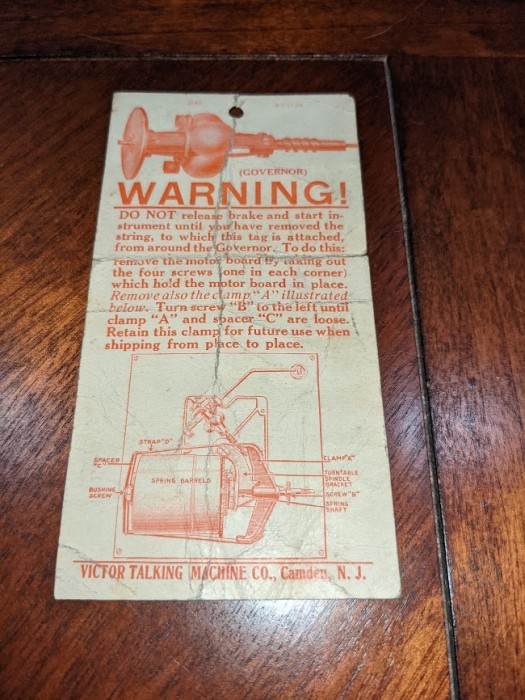 (GOVERNOR)
WARNING!
DO NOT release brake and start in-
strument until you have removed the
string, to which this tag is attached,
from around the Governor. To do this:
remove the motor board by taking out
the four screws (one in each corner)
which hold the motor board in place.
Remove also the clamp "A" illustrated
below. Turn screw "B" to the left until
clamp "A" and spacer "C" are loose.
Retain this clamp for future use when
shipping from place to place.
STRAP "D"
SPACER
"C"
CLAMP "A"
SPRING BARRELS
TURNTABLE
SPINDLE
BRACKET
BUSHING
SCREW
SCREW "B"
SPRING
SHAFT
VICTOR TALKING MACHINE CO., Camden, N. J.